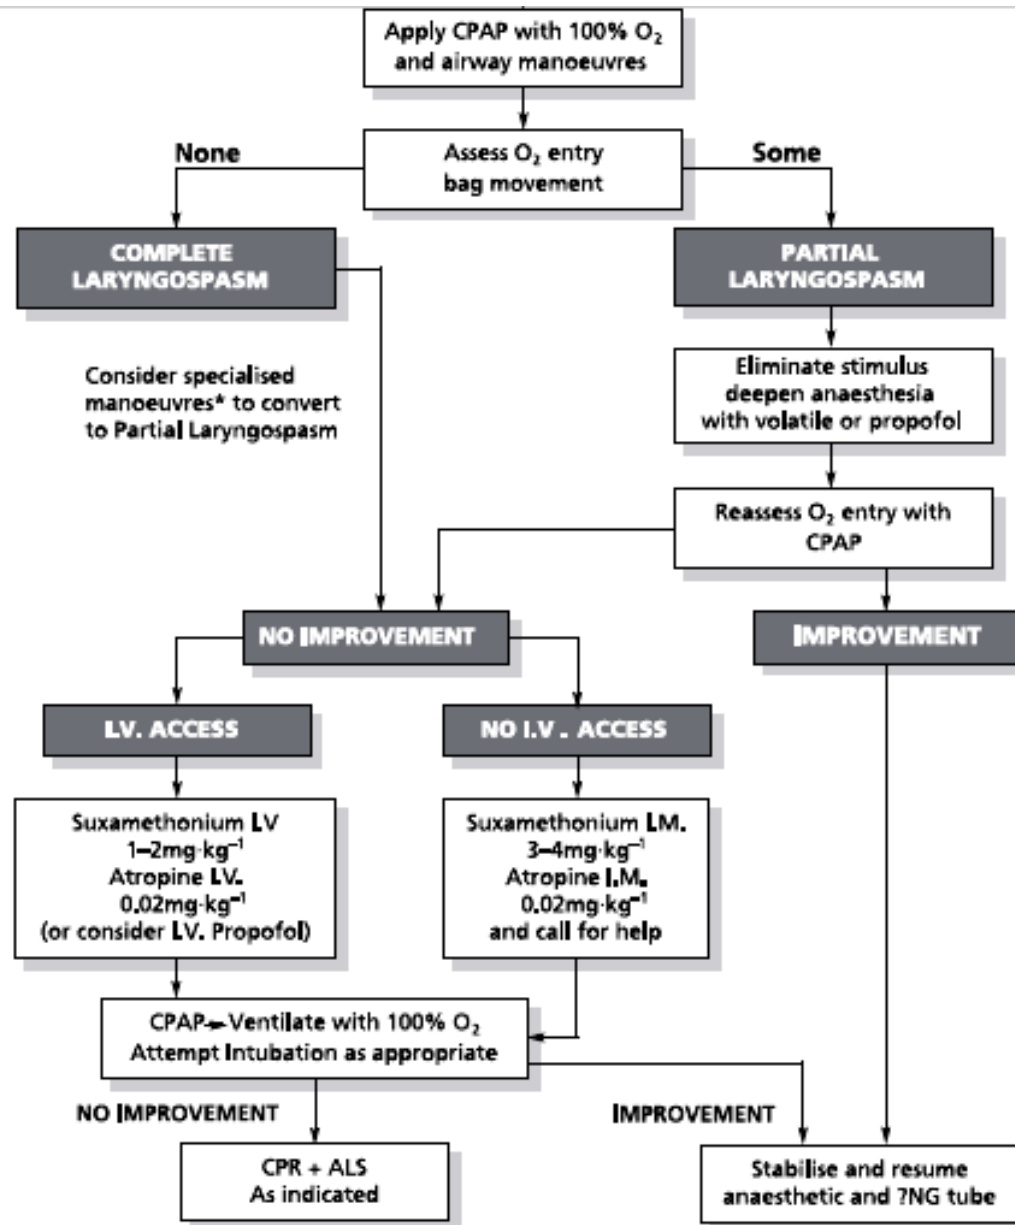 Apply CPAP with 100% O₂
and airway manoeuvres
None
Assess O₂ entry
bag movement
Some
COMPLETE
LARYNGOSPASM
PARTIAL
LARYNGOSPASM
Consider specialised
manoeuvres* to convert
to Partial Laryngospasm
Eliminate stimulus
deepen anaesthesia
with volatile or propofol
Reassess O₂ entry with
CPAP
NO IMPROVEMENT
IMPROVEMENT
I.V. ACCESS
NO I.V. ACCESS
Suxamethonium I.V
1–2mg·kg⁻¹
Atropine I.V.
0.02mg·kg⁻¹
(or consider I.V. Propofol)
Suxamethonium I.M.
3–4mg·kg⁻¹
Atropine I.M.
0.02mg·kg⁻¹
and call for help
CPAP Ventilate with 100% O₂
Attempt Intubation as appropriate
NO IMPROVEMENT
IMPROVEMENT
CPR + ALS
As indicated
Stabilise and resume
anaesthetic and ?NG tube